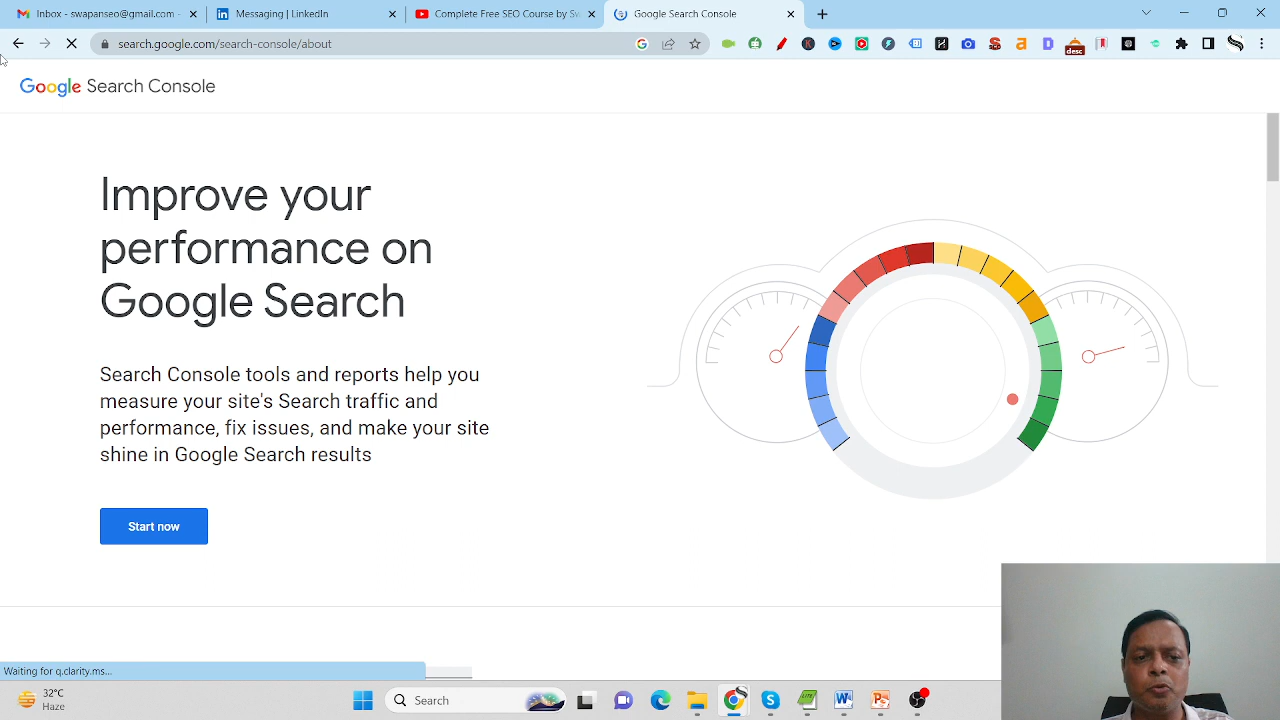 Inbox - swapanseo@gmail.com -
Messaging | LinkedIn
Complete Free SEO Course by Sw
Google Search Console
search.google.com/search-console/about
desc
Google Search Console
Improve your
performance on
Google Search
Search Console tools and reports help you
measure your site's Search traffic and
performance, fix issues, and make your site
shine in Google Search results
Start now
Waiting for q.clarity.ms...
32°C
Haze
Search